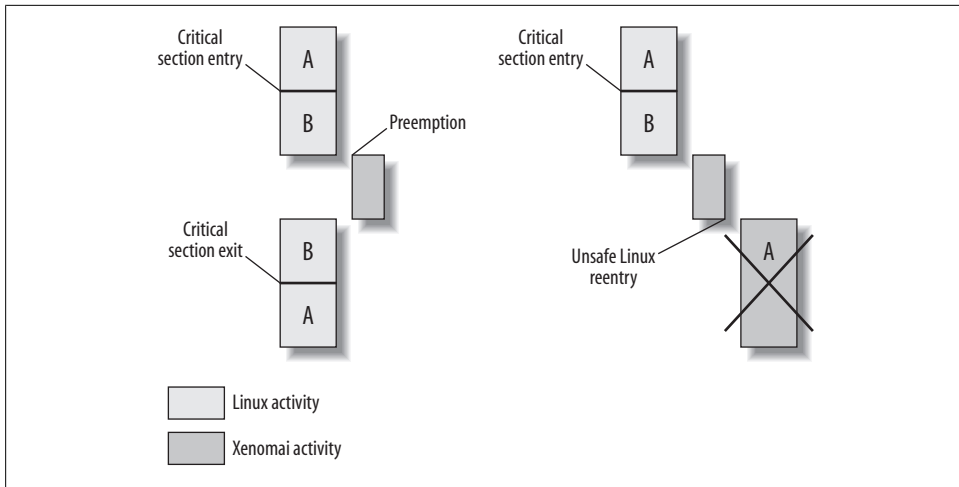 Critical
section entry
A
B
Preemption
Critical
section exit
B
A
Critical
section entry
A
B
Unsafe Linux
reentry
A
Linux activity
Xenomai activity